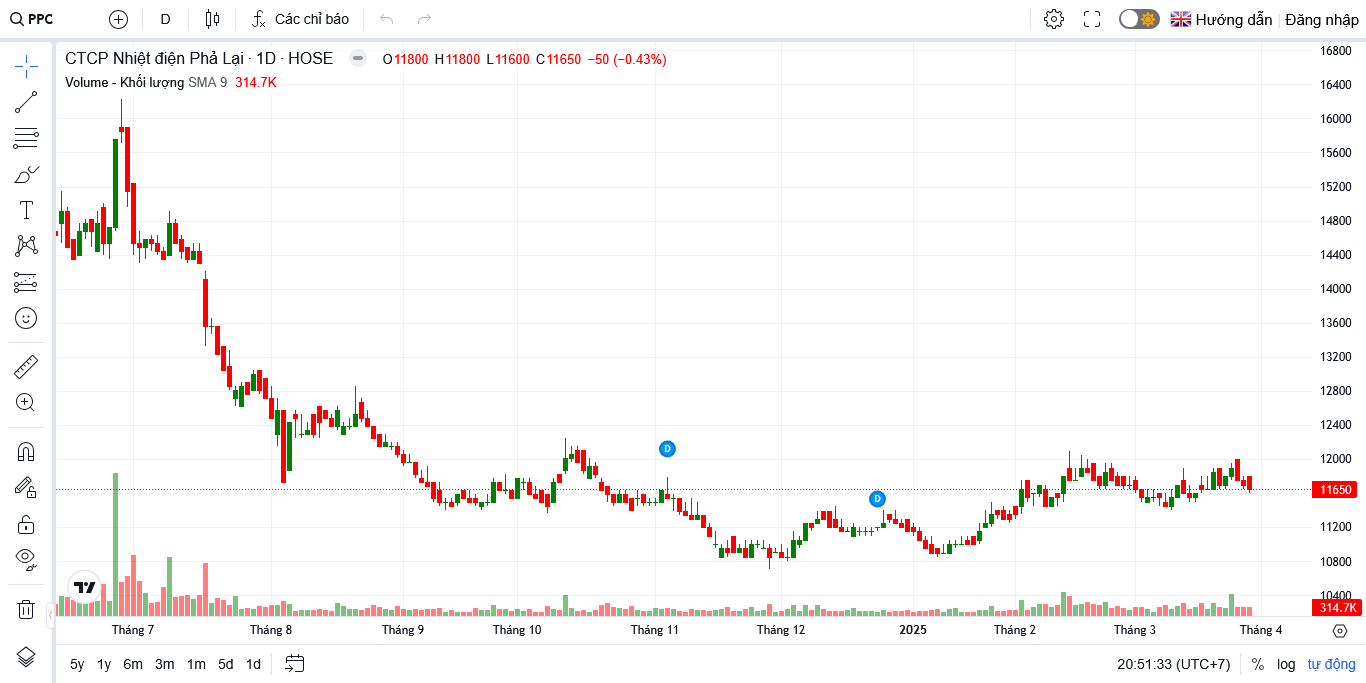 PPC D Các chỉ báo Hướng dẫn Đăng nhập
CTCP Nhiệt điện Phả Lại · 1D · HOSE O11800 H11800 L11600 C11650 −50 (−0.43%)
Volume - Khối lượng SMA 9 314.7K
16800
16400
16000
15600
15200
14800
14400
14000
13600
13200
12800
12400
12000
D
11650
D
11200
10800
10400
314.7K
Tháng 7 Tháng 8 Tháng 9 Tháng 10 Tháng 11 Tháng 12 2025 Tháng 2 Tháng 3 Tháng 4
5y 1y 6m 3m 1m 5d 1d 20:51:33 (UTC+7) % log tự động